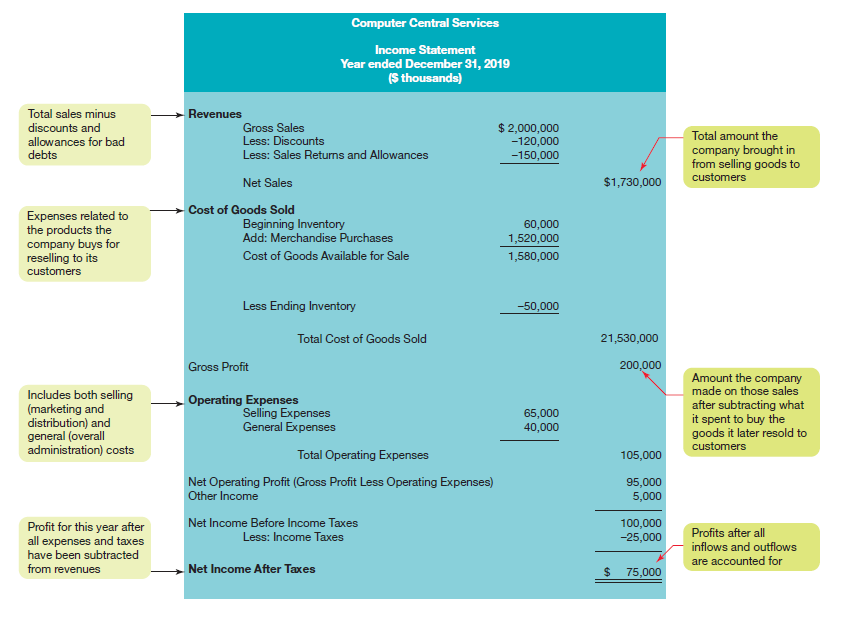 Computer Central Services
Income Statement
Year ended December 31, 2019
($ thousands)
Total sales minus
discounts and
allowances for bad
debts
Revenues
Gross Sales $ 2,000,000
Less: Discounts –120,000
Less: Sales Returns and Allowances –150,000
Net Sales $1,730,000
Total amount the
company brought in
from selling goods to
customers
Expenses related to
the products the
company buys for
reselling to its
customers
Cost of Goods Sold
Beginning Inventory 60,000
Add: Merchandise Purchases 1,520,000
Cost of Goods Available for Sale 1,580,000
Less Ending Inventory –50,000
Total Cost of Goods Sold 21,530,000
Gross Profit 200,000
Amount the company
made on those sales
after subtracting what
it spent to buy the
goods it later resold to
customers
Includes both selling
(marketing and
distribution) and
general (overall
administration) costs
Operating Expenses
Selling Expenses 65,000
General Expenses 40,000
Total Operating Expenses 105,000
Net Operating Profit (Gross Profit Less Operating Expenses) 95,000
Other Income 5,000
Net Income Before Income Taxes 100,000
Less: Income Taxes –25,000
Profit for this year after
all expenses and taxes
have been subtracted
from revenues
Net Income After Taxes $ 75,000
Profits after all
inflows and outflows
are accounted for